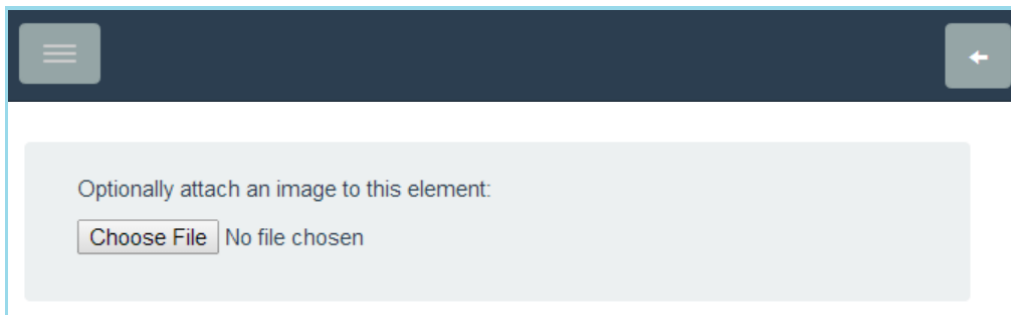 Optionally attach an image to this element:
Choose File No file chosen